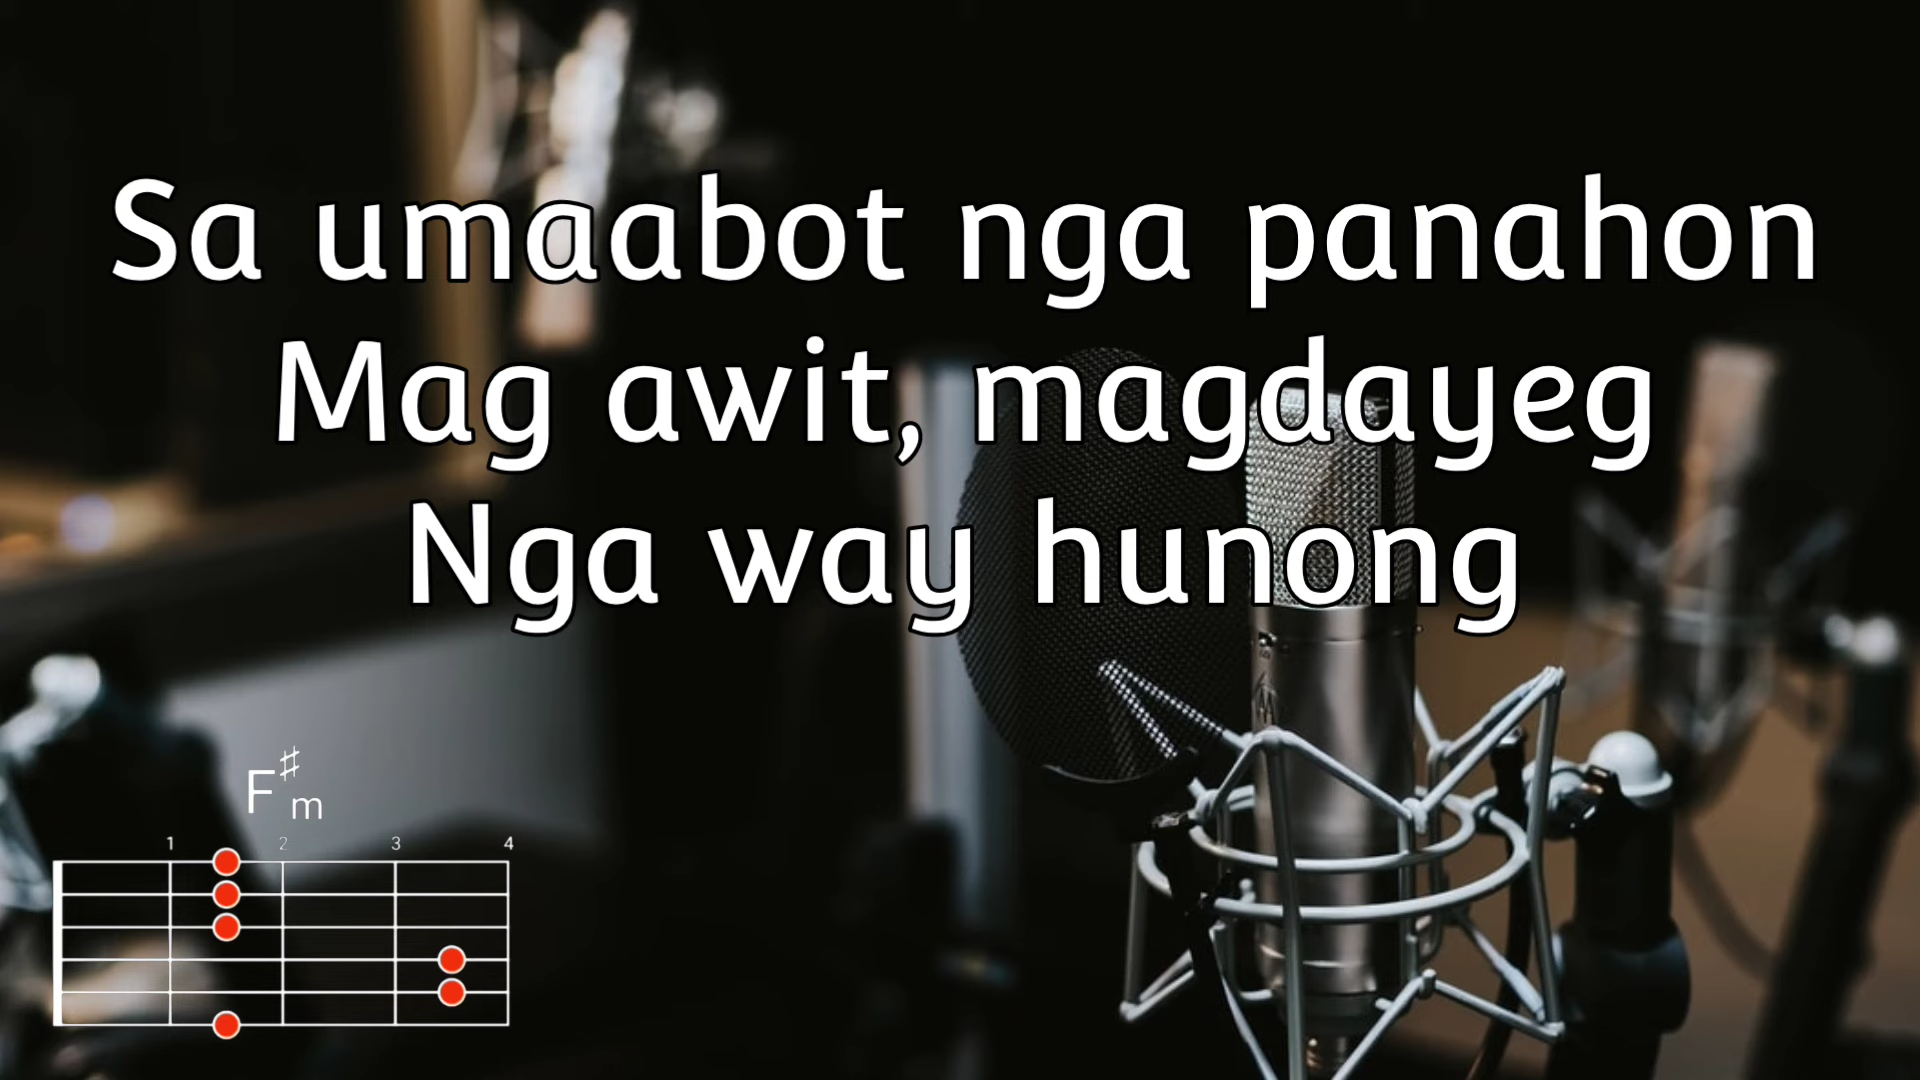 Sa umaabot nga panahon
Mag awit, magdayeg
Nga way hunong
F♯m
1 2 3 4